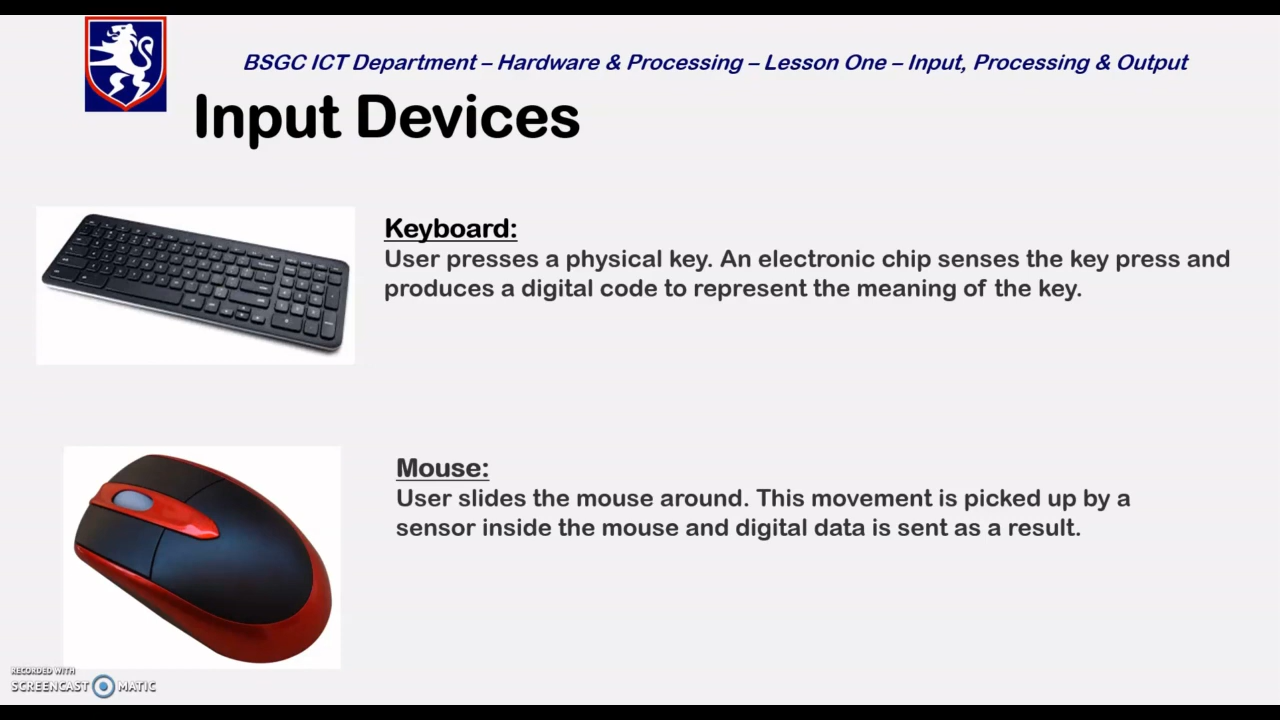 BSGC ICT Department – Hardware & Processing – Lesson One – Input, Processing & Output
Input Devices
Keyboard:
User presses a physical key. An electronic chip senses the key press and
produces a digital code to represent the meaning of the key.
Mouse:
User slides the mouse around. This movement is picked up by a
sensor inside the mouse and digital data is sent as a result.
RECORDED WITH
SCREENCAST MATIC